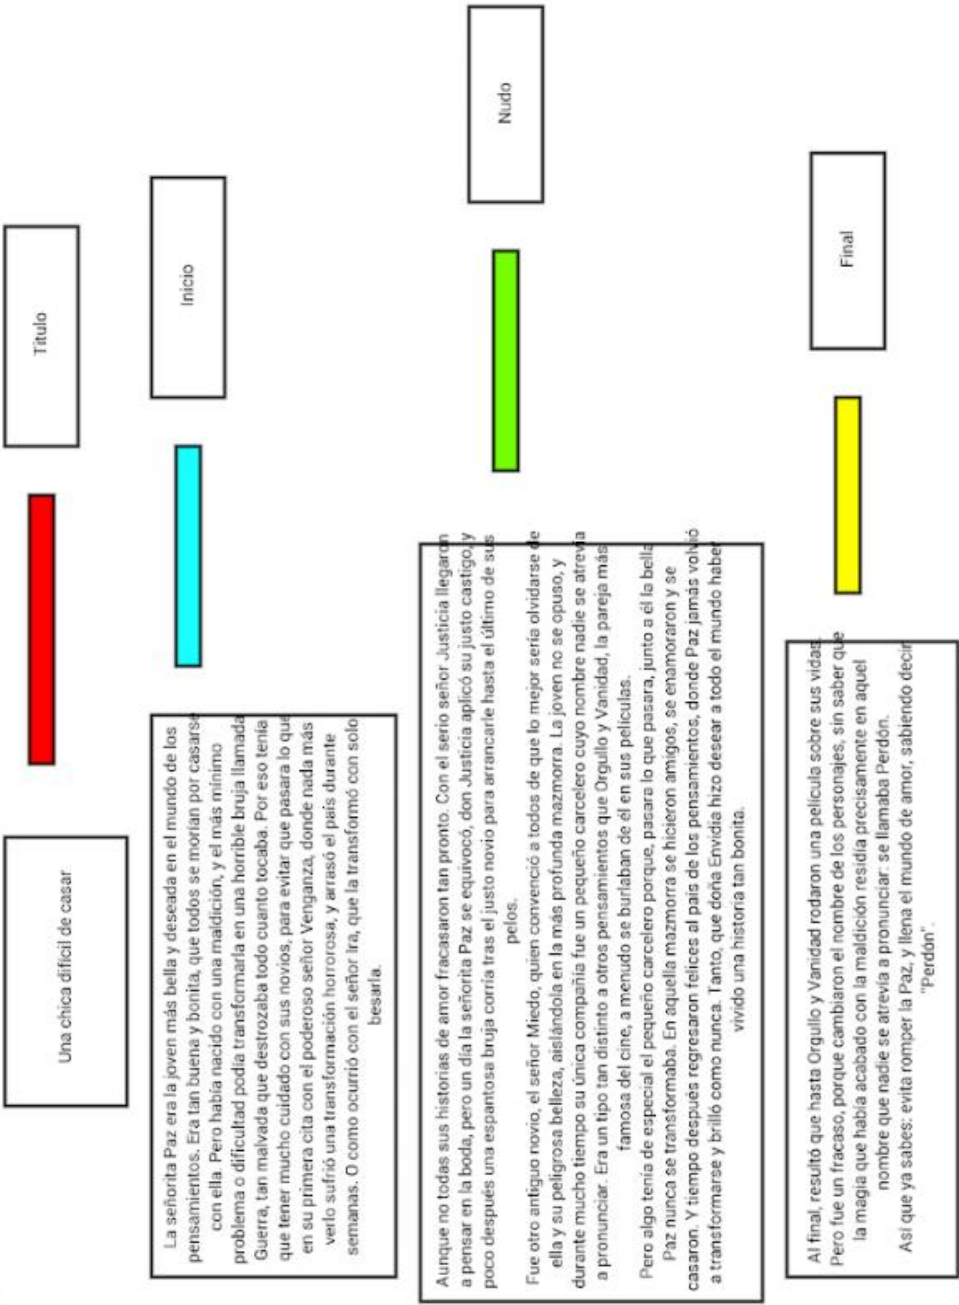 Una chica difícil de casar
Titulo
La señorita Paz era la joven más bella y deseada en el mundo de los
pensamientos. Era tan buena y bonita, que todos se morían por casarse
con ella. Pero había nacido con una maldición, y el más mínimo
problema o dificultad podía transformarla en una horrible bruja llamada
Guerra, tan malvada que destrozaba todo cuanto tocaba. Por eso tenía
que tener mucho cuidado con sus novios, para evitar que pasara lo que
en su primera cita con el poderoso señor Venganza, donde nada más
verlo sufrió una transformación horrorosa, y arrasó el país durante
semanas. O como ocurrió con el señor Ira, que la transformó con solo
besarla.
Inicio
Aunque no todas sus historias de amor fracasaron tan pronto. Con el serio señor Justicia llegaron
a pensar en la boda, pero un día la señorita Paz se equivocó, don Justicia aplicó su justo castigo, y
poco después una espantosa bruja corría tras el justo novio para arrancarle hasta el último de sus
pelos.
Fue otro antiguo novio, el señor Miedo, quien convenció a todos de que lo mejor sería olvidarse de
ella y su peligrosa belleza, aislándola en la más profunda mazmorra. La joven no se opuso, y
durante mucho tiempo su única compañía fue un pequeño carcelero cuyo nombre nadie se atrevía
a pronunciar. Era un tipo tan distinto a otros pensamientos que Orgullo y Vanidad, la pareja más
famosa del cine, a menudo se burlaban de él en sus películas.
Pero algo tenía de especial el pequeño carcelero porque, pasara lo que pasara, junto a él la bella
Paz nunca se transformaba. En aquella mazmorra se hicieron amigos, se enamoraron y se
casaron. Y tiempo después regresaron felices al país de los pensamientos, donde Paz jamás volvió
a transformarse y brilló como nunca. Tanto, que doña Envidia hizo desear a todo el mundo haber
vivido una historia tan bonita.
Nudo
Al final, resultó que hasta Orgullo y Vanidad rodaron una película sobre sus vidas.
Pero fue un fracaso, porque cambiaron el nombre de los personajes, sin saber que
la magia que había acabado con la maldición residía precisamente en aquel
nombre que nadie se atrevía a pronunciar: se llamaba Perdón.
Así que ya sabes: evita romper la Paz, y llena el mundo de amor, sabiendo decir
"Perdón".
Final